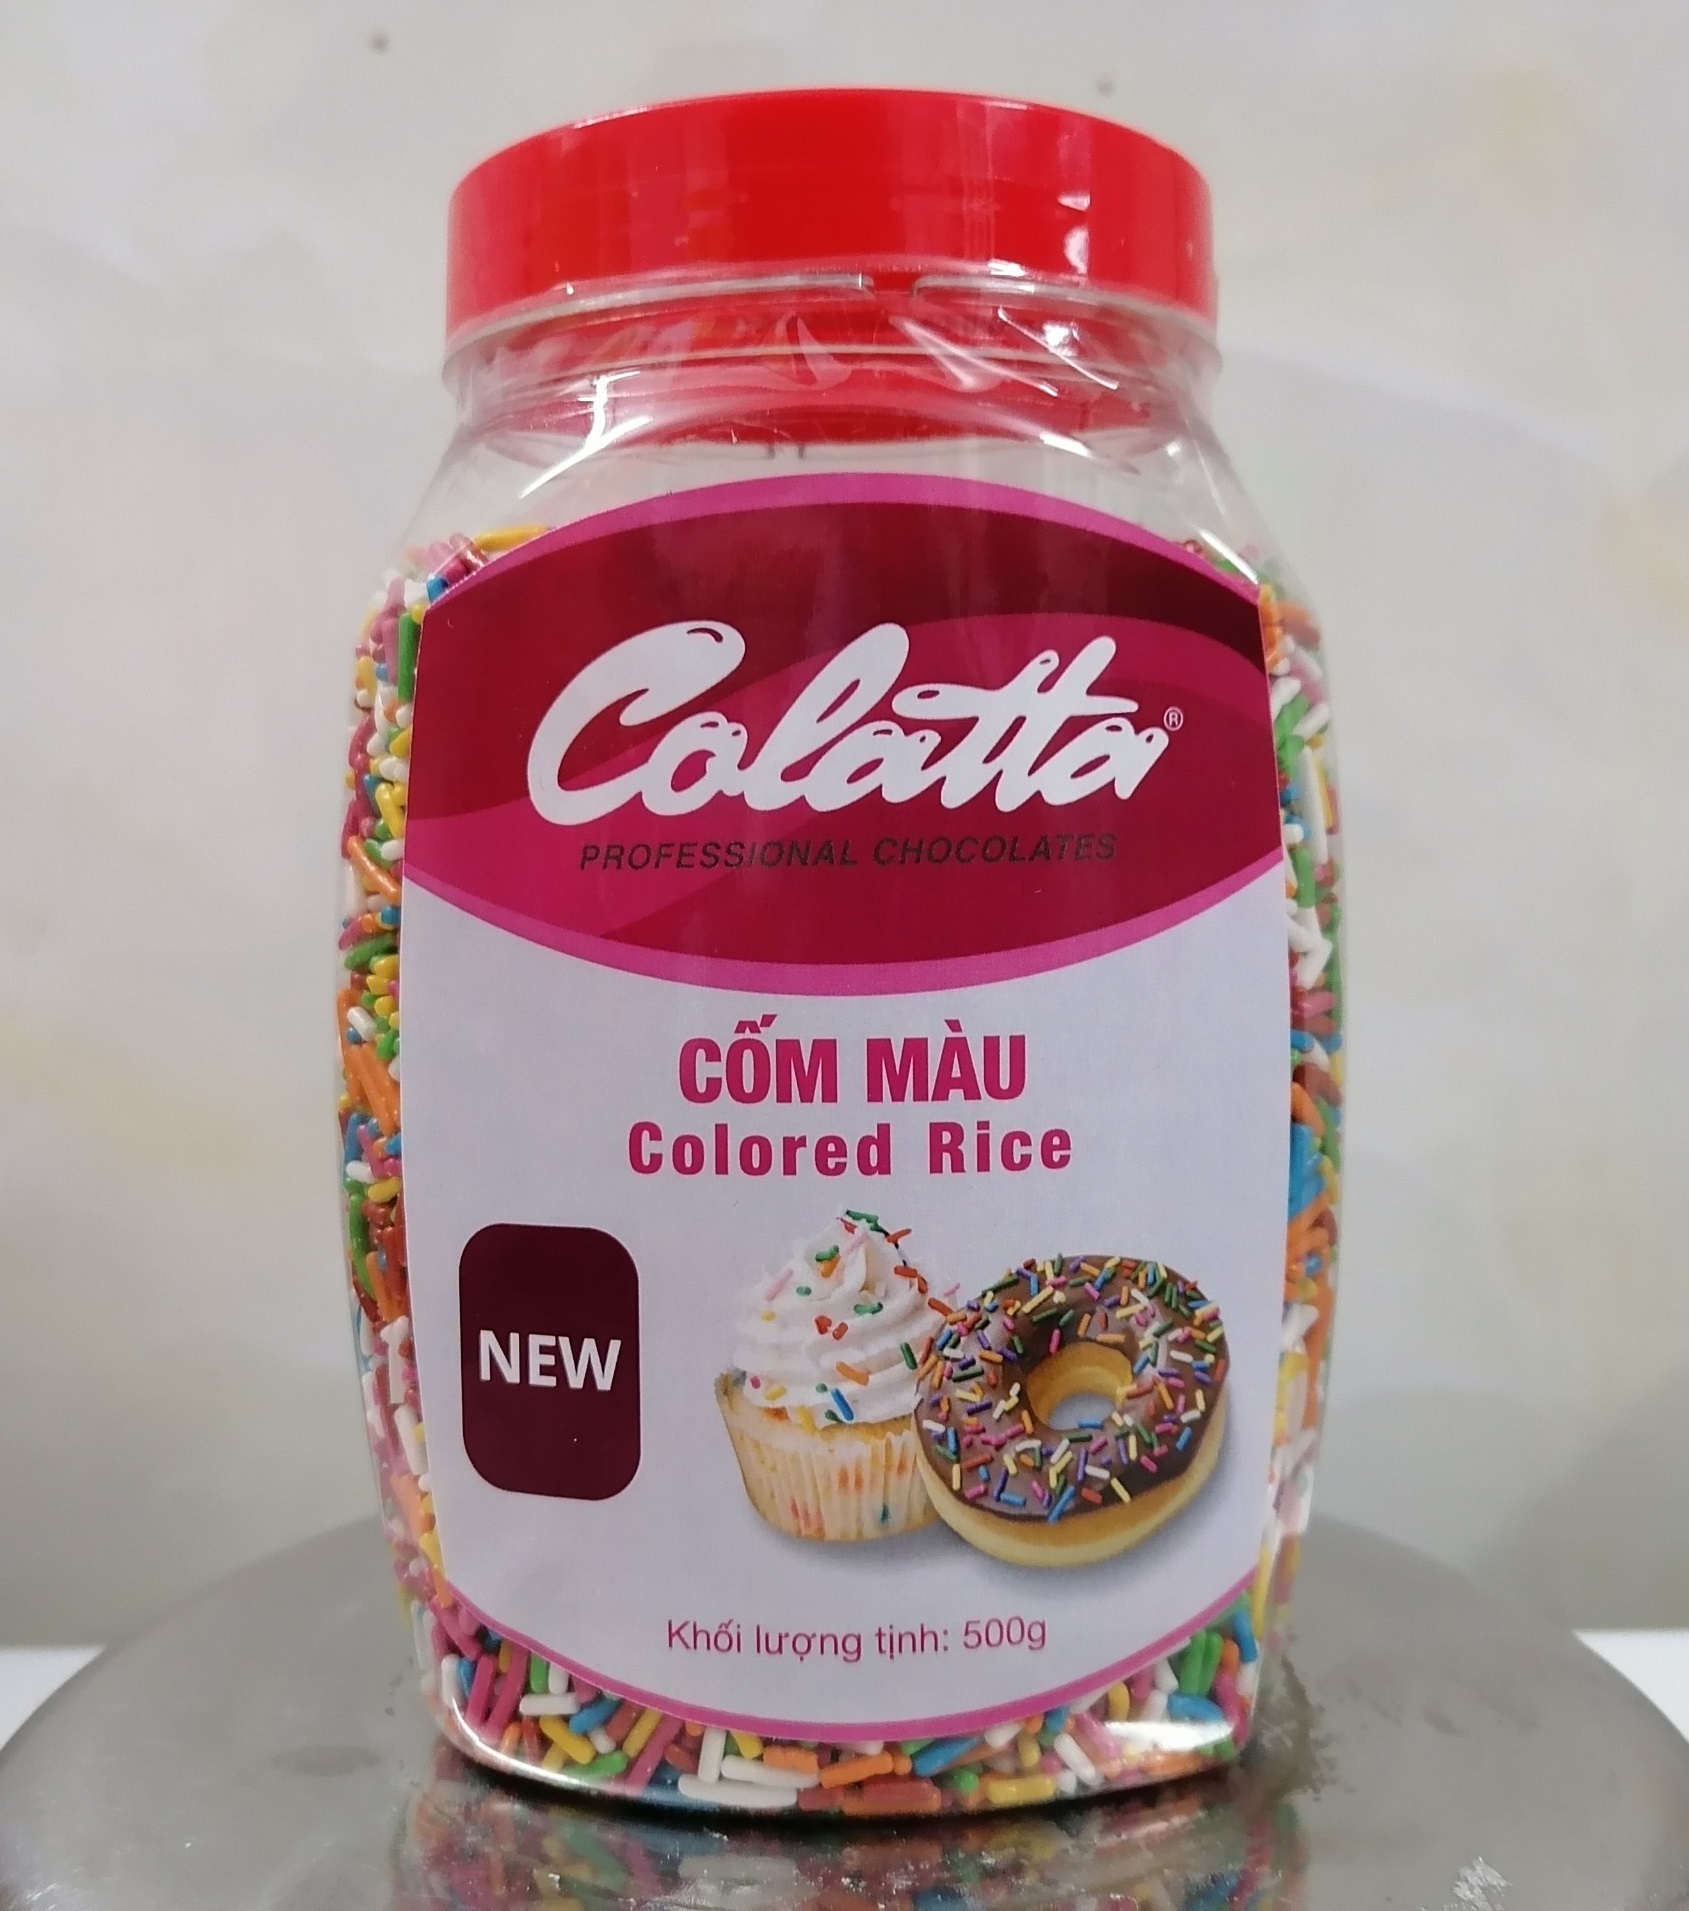 Colatta®
PROFESSIONAL CHOCOLATES
CỐM MÀU
Colored Rice
NEW
Khối lượng tịnh: 500g